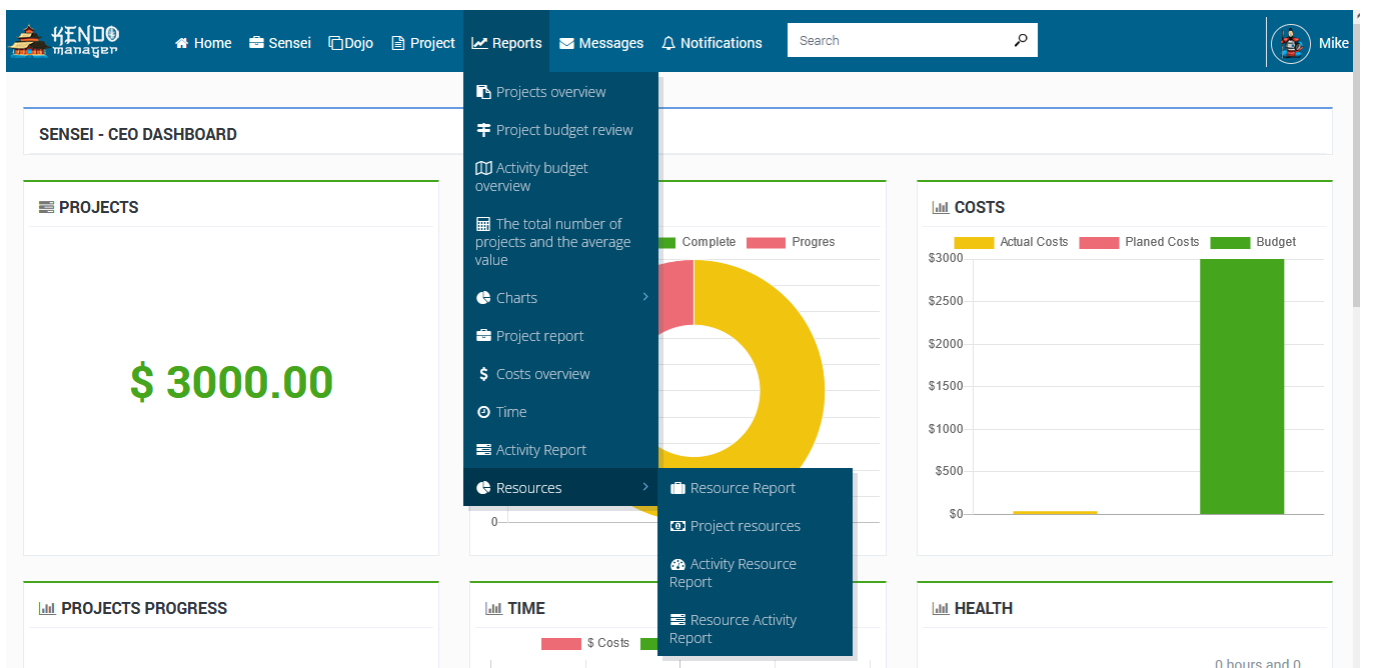 KENDO
manager
Home
Sensei
Dojo
Project
Reports
Messages
Notifications
Search
Mike
Projects overview
Project budget review
Activity budget
overview
The total number of
projects and the average
value
Charts
Project report
Costs overview
Time
Activity Report
Resources
Resource Report
Project resources
Activity Resource
Report
Resource Activity
Report
SENSEI - CEO DASHBOARD
PROJECTS
$ 3000.00
Complete
Progres
0
COSTS
Actual Costs
Planed Costs
Budget
$3000
$2500
$2000
$1500
$1000
$500
$0
PROJECTS PROGRESS
TIME
$ Costs
HEALTH
0 hours and 0